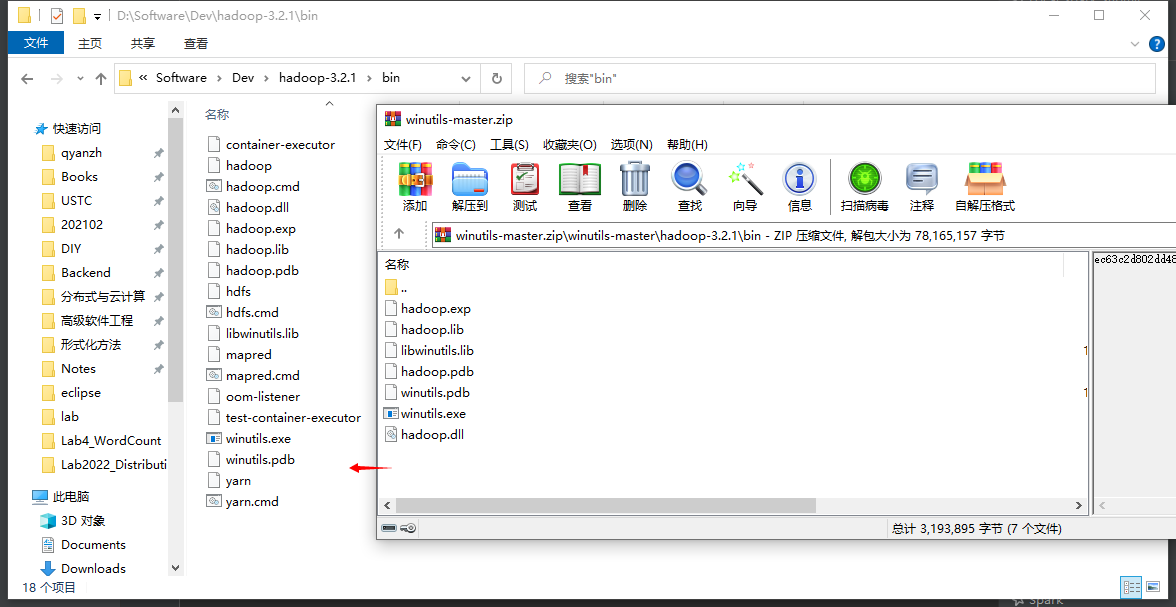 D:\Software\Dev\hadoop-3.2.1\bin
文件 主页 共享 查看
« Software › Dev › hadoop-3.2.1 › bin
搜索"bin"
快速访问
qyanzh
Books
USTC
202102
DIY
Backend
分布式与云计算
高级软件工程
形式化方法
Notes
eclipse
lab
Lab4_WordCount
Lab2022_Distributi
此电脑
3D 对象
Documents
Downloads
名称
container-executor
hadoop
hadoop.cmd
hadoop.dll
hadoop.exp
hadoop.lib
hadoop.pdb
hdfs
hdfs.cmd
libwinutils.lib
mapred
mapred.cmd
oom-listener
test-container-executor
winutils.exe
winutils.pdb
yarn
yarn.cmd
18 个项目
winutils-master.zip
文件(F) 命令(C) 工具(S) 收藏夹(O) 选项(N) 帮助(H)
添加 解压到 测试 查看 删除 查找 向导 信息 扫描病毒 注释 自解压格式
winutils-master.zip\winutils-master\hadoop-3.2.1\bin - ZIP 压缩文件, 解包大小为 78,165,157 字节
名称
..
hadoop.exp
hadoop.lib
libwinutils.lib 1
hadoop.pdb
winutils.pdb 1
winutils.exe
hadoop.dll
ec63c2d802dd48
总计 3,193,895 字节 (7 个文件)
Spark